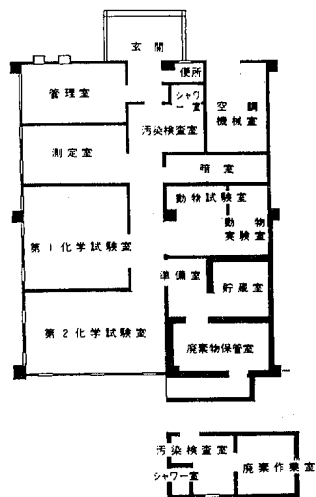 玄関
便所
管理室
シャワー室
空調
機械室
汚染検査室
測定室
暗室
動物試験室
動物
実験室
第1化学試験室
準備室
貯蔵室
第2化学試験室
廃棄物保管室
汚染検査室
廃棄作業室
シャワー室